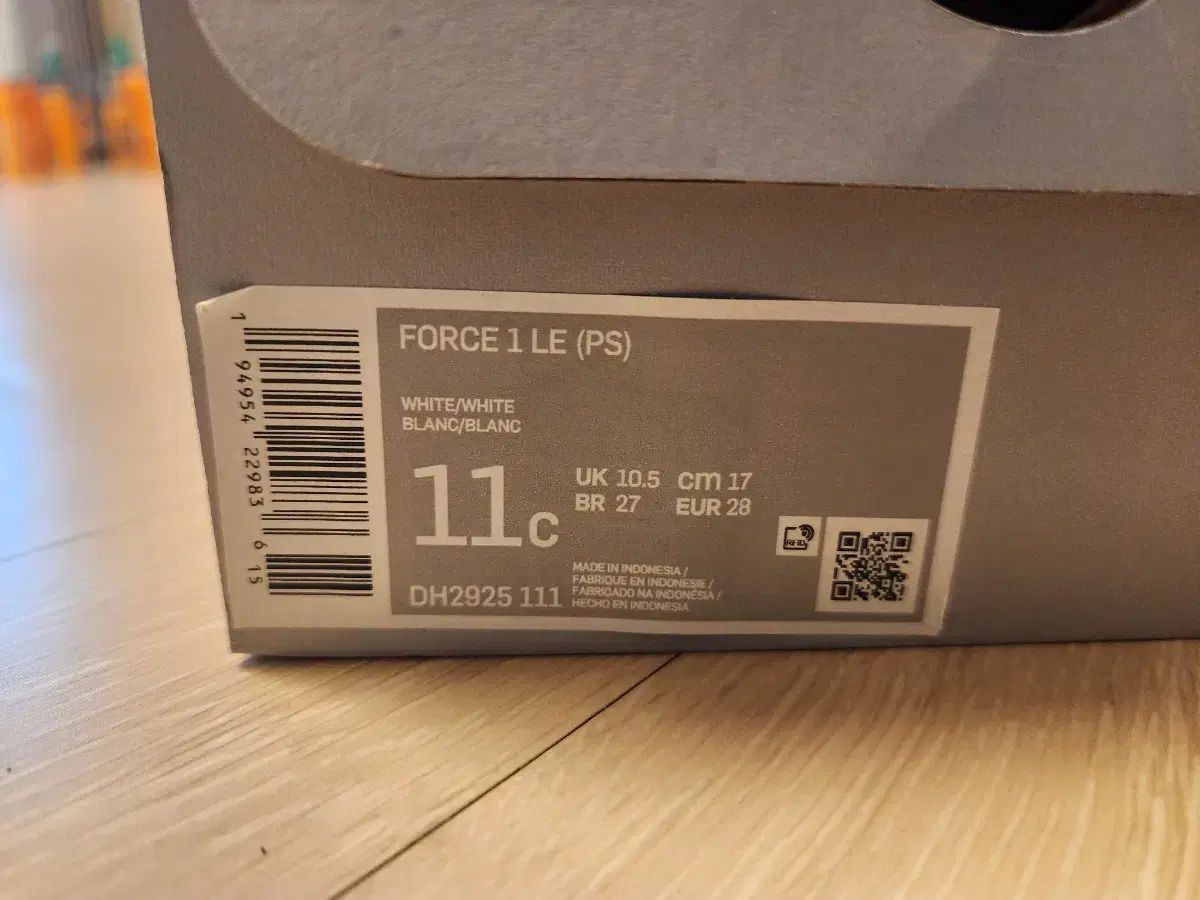 FORCE 1 LE (PS)
WHITE/WHITE
BLANC/BLANC
11C
UK 10.5 cm 17
BR 27 EUR 28
DH2925 111
MADE IN INDONESIA /
FABRIQUE EN INDONESIE /
FABRICADO NA INDONÉSIA /
HECHO EN INDONESIA
RFID
1 94954 22983 6 15